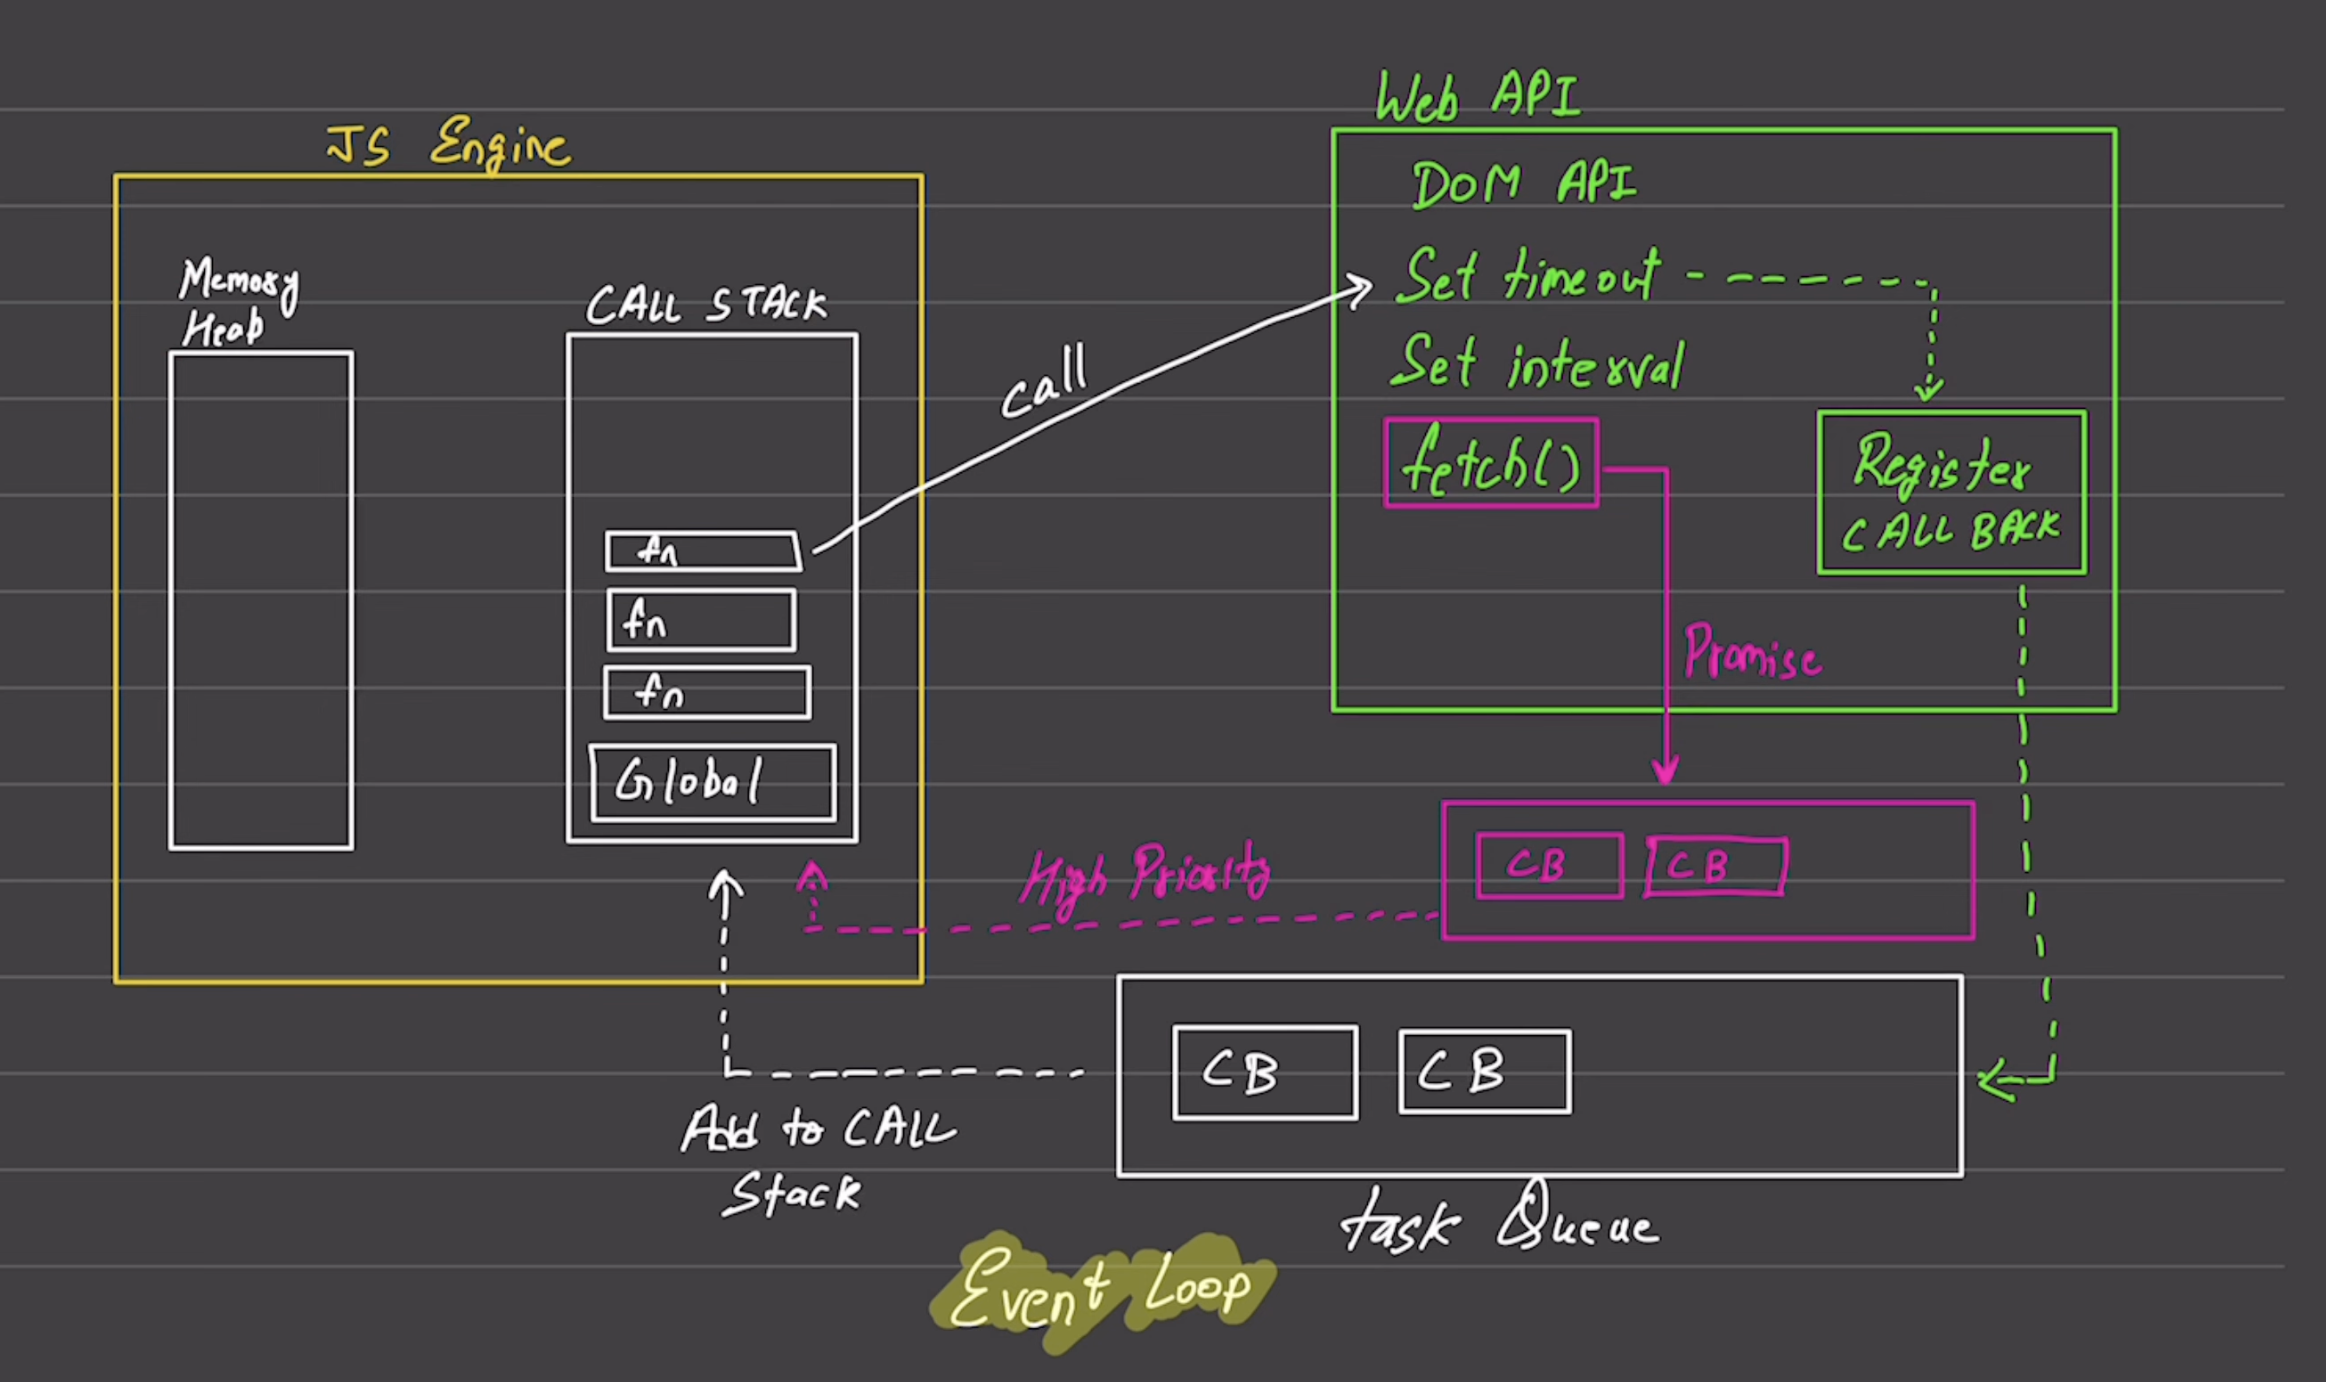 JS Engine
Memory
Heap
CALL STACK
fn
fn
fn
Global
call
Web API
DOM API
Set timeout
Set interval
fetch()
Register
CALL BACK
Promise
High Priority
CB CB
CB CB
Add to CALL
Stack
task Queue
Event Loop